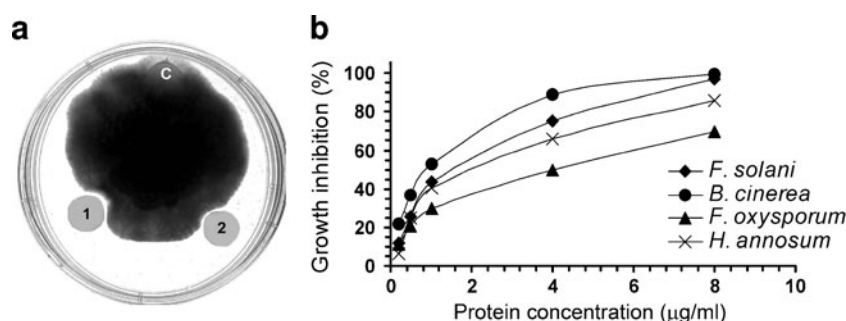 a
C
1
2
b
Growth inhibition (%)
100
80
60
40
20
0
0
2
4
6
8
10
Protein concentration (μg/ml)
F. solani
B. cinerea
F. oxysporum
H. annosum